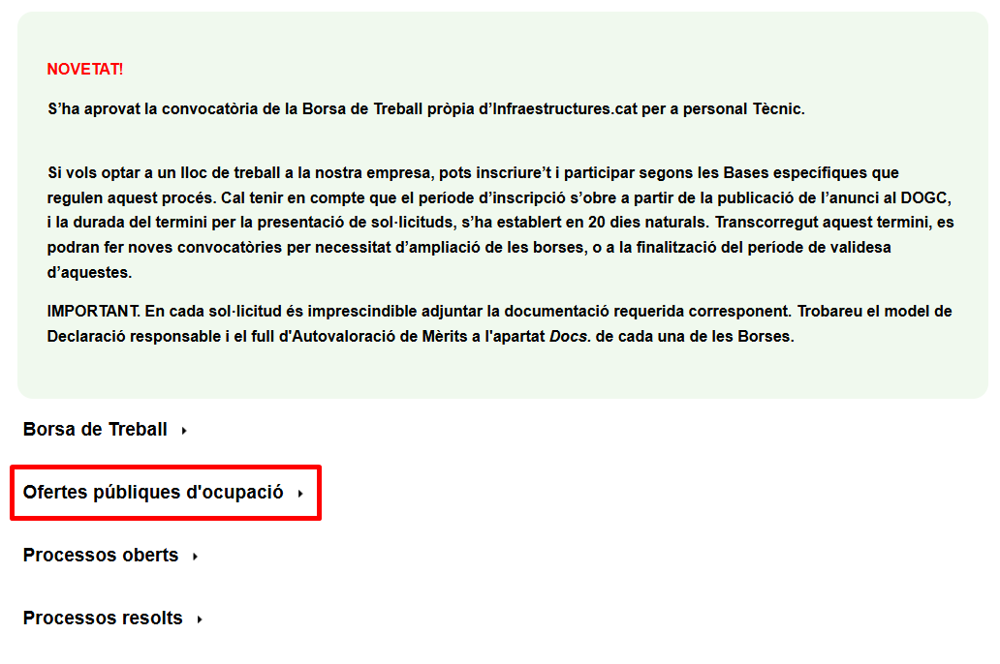 NOVETAT!
S’ha aprovat la convocatòria de la Borsa de Treball pròpia d’Infraestructures.cat per a personal Tècnic.
Si vols optar a un lloc de treball a la nostra empresa, pots inscriure’t i participar segons les Bases específiques que
regulen aquest procés. Cal tenir en compte que el període d’inscripció s’obre a partir de la publicació de l’anunci al DOGC,
i la durada del termini per la presentació de sol·licituds, s’ha establert en 20 dies naturals. Transcorregut aquest termini, es
podran fer noves convocatòries per necessitat d’ampliació de les borses, o a la finalització del període de validesa
d’aquestes.
IMPORTANT. En cada sol·licitud és imprescindible adjuntar la documentació requerida corresponent. Trobareu el model de
Declaració responsable i el full d'Autovaloració de Mèrits a l'apartat Docs. de cada una de les Borses.
Borsa de Treball
Ofertes públiques d'ocupació
Processos oberts
Processos resolts